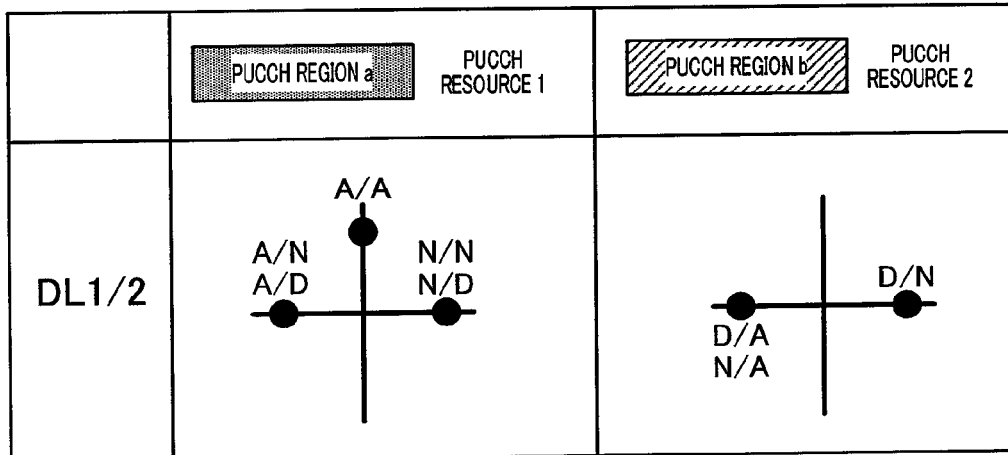 PUCCH REGION a
PUCCH
RESOURCE 1
PUCCH REGION b
PUCCH
RESOURCE 2
DL1/2
A/A
A/N
A/D
N/N
N/D
D/A
N/A
D/N